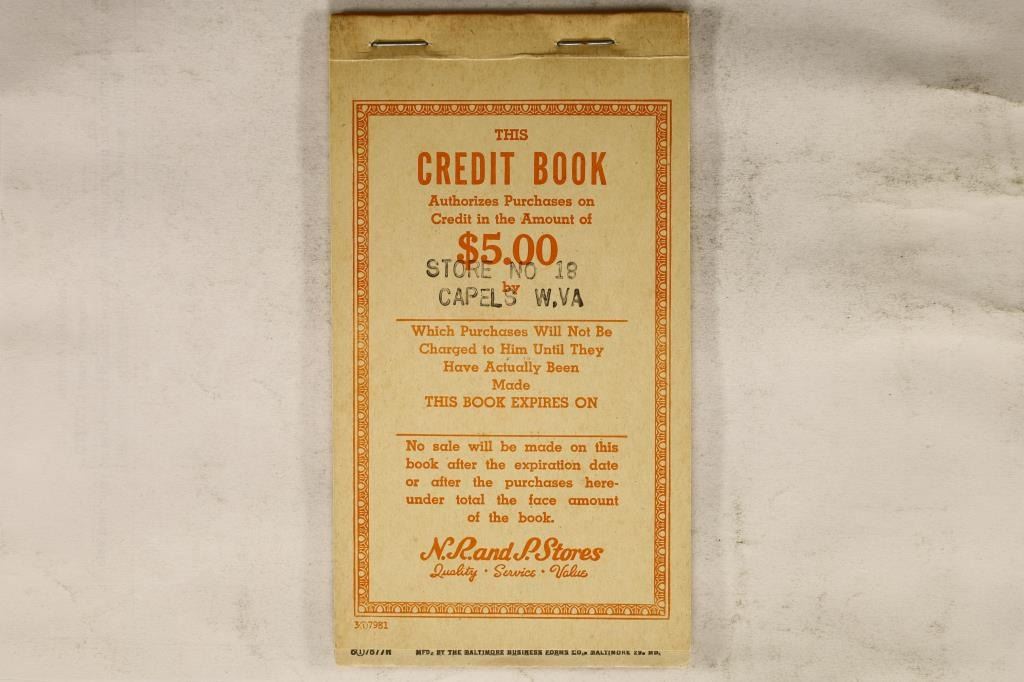 THIS
CREDIT BOOK
Authorizes Purchases on
Credit in the Amount of
$5.00
STORE NO 18
by
CAPELS W.VA
Which Purchases Will Not Be
Charged to Him Until They
Have Actually Been
Made
THIS BOOK EXPIRES ON
No sale will be made on this
book after the expiration date
or after the purchases here-
under total the face amount
of the book.
N.R. and P. Stores
Quality · Service · Value
MFD. BY THE BALTIMORE BUSINESS FORMS CO., BALTIMORE 29, MD.